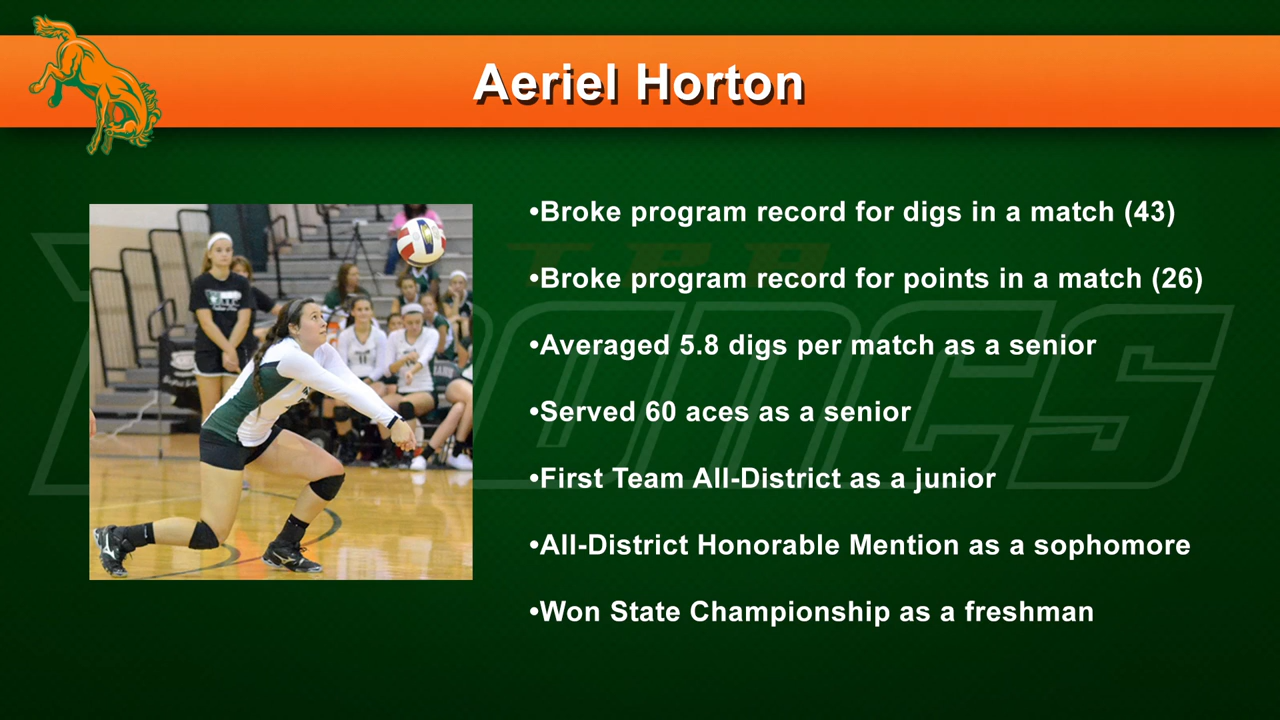 Aeriel Horton
•Broke program record for digs in a match (43)
•Broke program record for points in a match (26)
•Averaged 5.8 digs per match as a senior
•Served 60 aces as a senior
•First Team All-District as a junior
•All-District Honorable Mention as a sophomore
•Won State Championship as a freshman